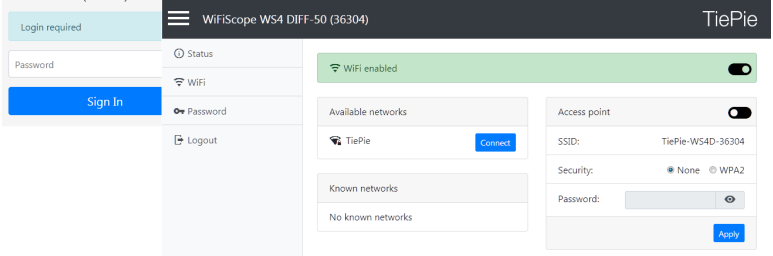 Login required
Password
Sign In
WiFiScope WS4 DIFF-50 (36304)
TiePie
Status
WiFi
Password
Logout
WiFi enabled
Available networks
TiePie
Connect
Known networks
No known networks
Access point
SSID: TiePie-WS4D-36304
Security: None WPA2
Password:
Apply